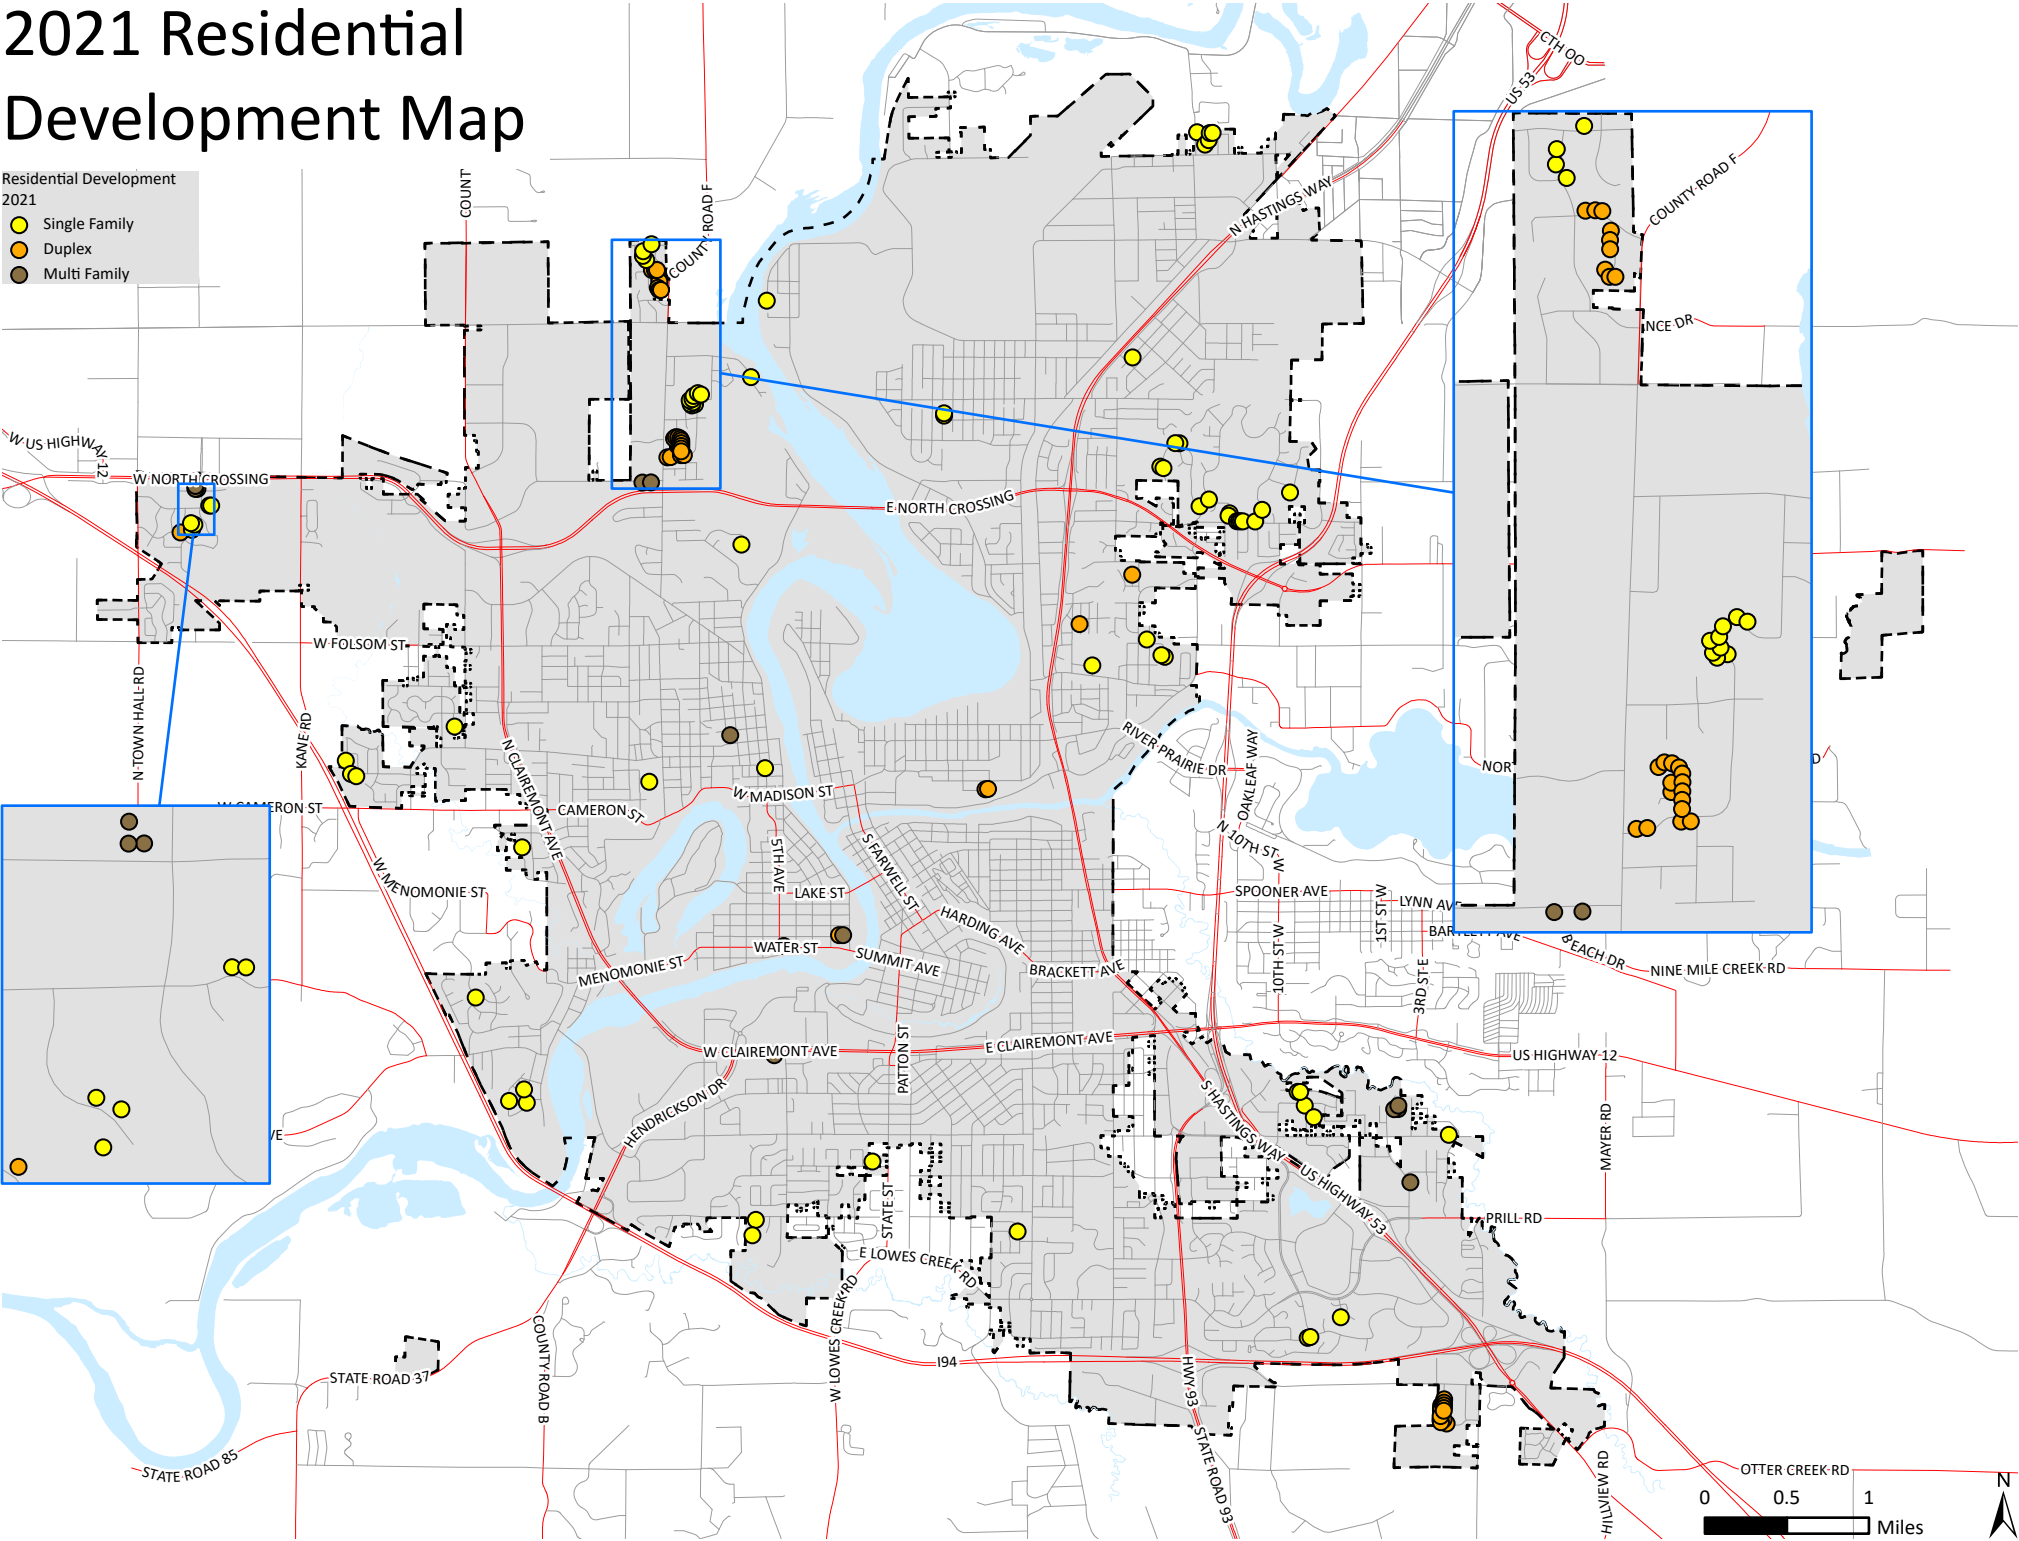 2021 Residential
Development Map
Residential Development
2021
Single Family
Duplex
Multi Family
COUNT
COUNTY ROAD F
CTH OO
US 53
N HASTINGS WAY
COUNTY ROAD F
NCE DR
W US HIGHWAY 12
W NORTH CROSSING
E NORTH CROSSING
W FOLSOM ST
N TOWN HALL RD
KANE RD
N CLAIREMONT AVE
RIVER PRAIRIE DR
OAKLEAF WAY
NOR
D
W CAMERON ST
CAMERON ST
W MADISON ST
N 10TH ST W
5TH AVE
S FARWELL ST
W MENOMONIE ST
LAKE ST
SPOONER AVE
1ST ST W
LYNN AVE
BARTLETT AVE
HARDING AVE
WATER ST
SUMMIT AVE
MENOMONIE ST
BRACKETT AVE
10TH ST W
3RD ST E
BEACH DR
NINE MILE CREEK RD
W CLAIREMONT AVE
E CLAIREMONT AVE
PATTON ST
US HIGHWAY 12
HENDRICKSON DR
S HASTINGS WAY
MAYER RD
VE
US HIGHWAY 53
STATE ST
PRILL RD
E LOWES CREEK RD
W LOWES CREEK RD
COUNTY ROAD B
I94
HWY 93
STATE ROAD 37
STATE ROAD 85
STATE ROAD 93
OTTER CREEK RD
HILLVIEW RD
N
0 0.5 1
Miles